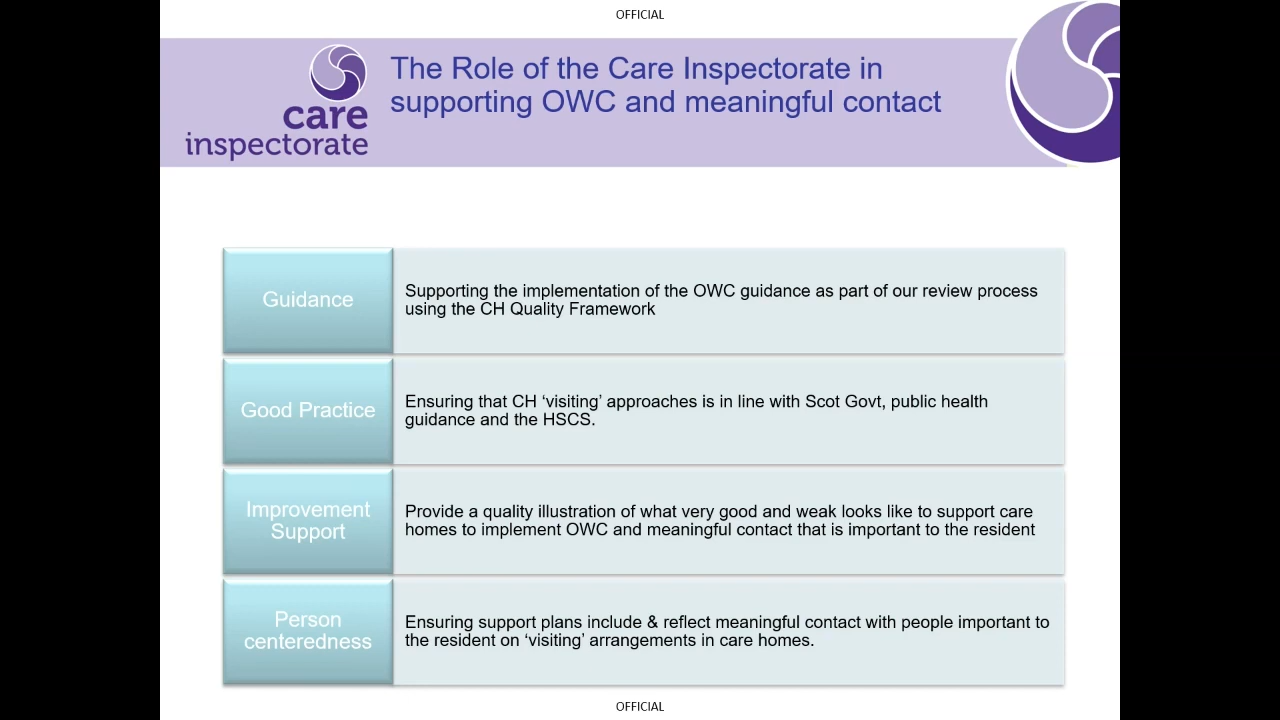 OFFICIAL
care
inspectorate
The Role of the Care Inspectorate in
supporting OWC and meaningful contact
Guidance
Supporting the implementation of the OWC guidance as part of our review process
using the CH Quality Framework
Good Practice
Ensuring that CH ‘visiting’ approaches is in line with Scot Govt, public health
guidance and the HSCS.
Improvement
Support
Provide a quality illustration of what very good and weak looks like to support care
homes to implement OWC and meaningful contact that is important to the resident
Person
centeredness
Ensuring support plans include & reflect meaningful contact with people important to
the resident on ‘visiting’ arrangements in care homes.
OFFICIAL